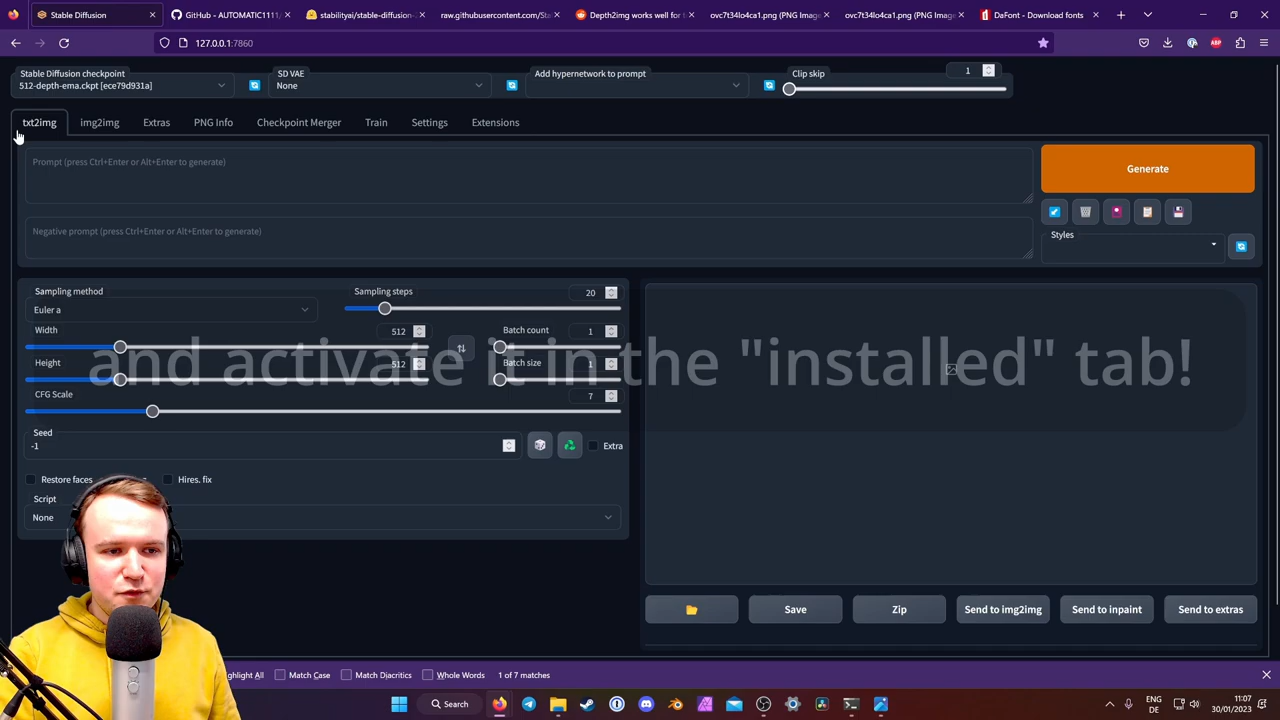 Stable Diffusion
GitHub - AUTOMATIC1111/
stabilityai/stable-diffusion-
raw.githubusercontent.com/Sta
Depth2img works well for
ovc7t34lo4ca1.png (PNG Image
ovc7t34lo4ca1.png (PNG Image
DaFont - Download fonts
127.0.0.1:7860
Stable Diffusion checkpoint
512-depth-ema.ckpt [ece79d931a]
SD VAE
None
Add hypernetwork to prompt
Clip skip
1
txt2img
img2img
Extras
PNG Info
Checkpoint Merger
Train
Settings
Extensions
Prompt (press Ctrl+Enter or Alt+Enter to generate)
Generate
Negative prompt (press Ctrl+Enter or Alt+Enter to generate)
Styles
Sampling method
Euler a
Sampling steps
20
Width
512
Batch count
1
Height
512
Batch size
1
and activate it in the "installed" tab!
CFG Scale
7
Seed
-1
Extra
Restore faces
Hires. fix
Script
None
Save
Zip
Send to img2img
Send to inpaint
Send to extras
ghlight All
Match Case
Match Diacritics
Whole Words
1 of 7 matches
Search
ENG
DE
11:07
30/01/2023